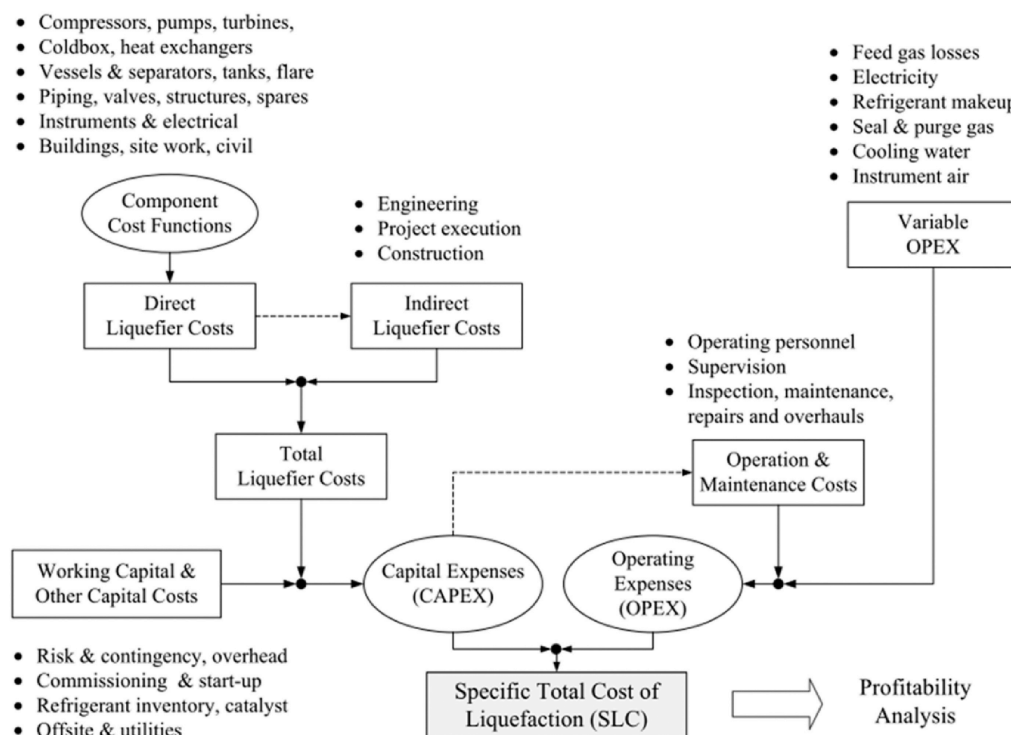 ● Compressors, pumps, turbines,
● Coldbox, heat exchangers
● Vessels & separators, tanks, flare
● Piping, valves, structures, spares
● Instruments & electrical
● Buildings, site work, civil
● Feed gas losses
● Electricity
● Refrigerant makeup
● Seal & purge gas
● Cooling water
● Instrument air
Component
Cost Functions
● Engineering
● Project execution
● Construction
Variable
OPEX
Direct
Liquefier Costs
Indirect
Liquefier Costs
● Operating personnel
● Supervision
● Inspection, maintenance,
repairs and overhauls
Total
Liquefier Costs
Operation &
Maintenance Costs
Working Capital &
Other Capital Costs
Capital Expenses
(CAPEX)
Operating
Expenses
(OPEX)
● Risk & contingency, overhead
● Commissioning & start-up
● Refrigerant inventory, catalyst
● Offsite & utilities
Specific Total Cost of
Liquefaction (SLC)
Profitability
Analysis